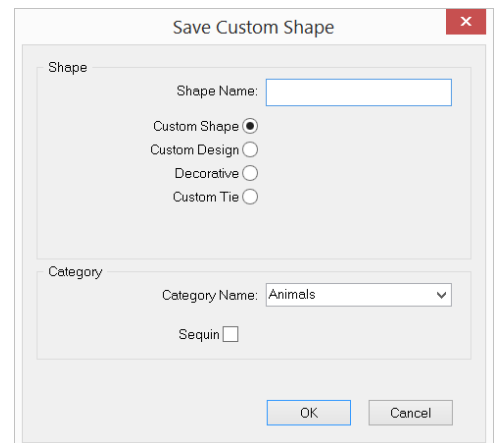 Save Custom Shape
Shape
Shape Name:
Custom Shape
Custom Design
Decorative
Custom Tie
Category
Category Name: Animals
Sequin
OK Cancel